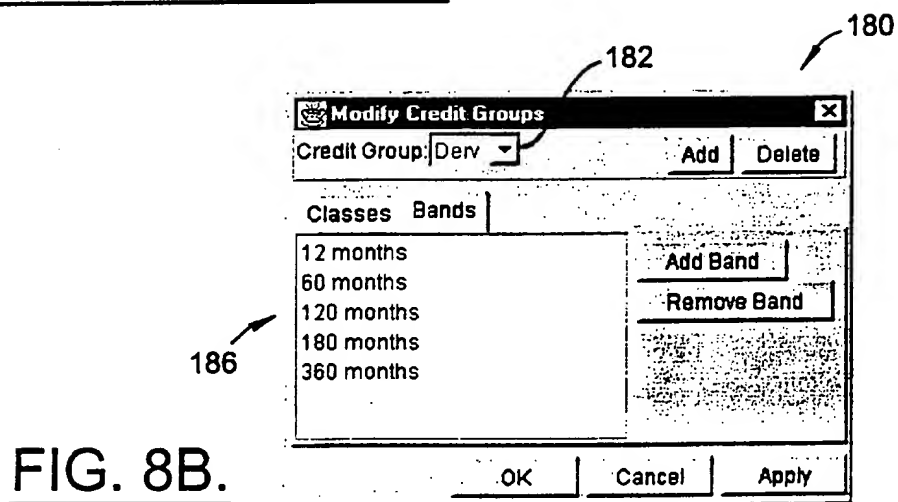 180
182
Modify Credit Groups
Credit Group: Derv Add Delete
Classes Bands
12 months
60 months
120 months
180 months
360 months
Add Band
Remove Band
186
OK Cancel Apply
FIG. 8B.